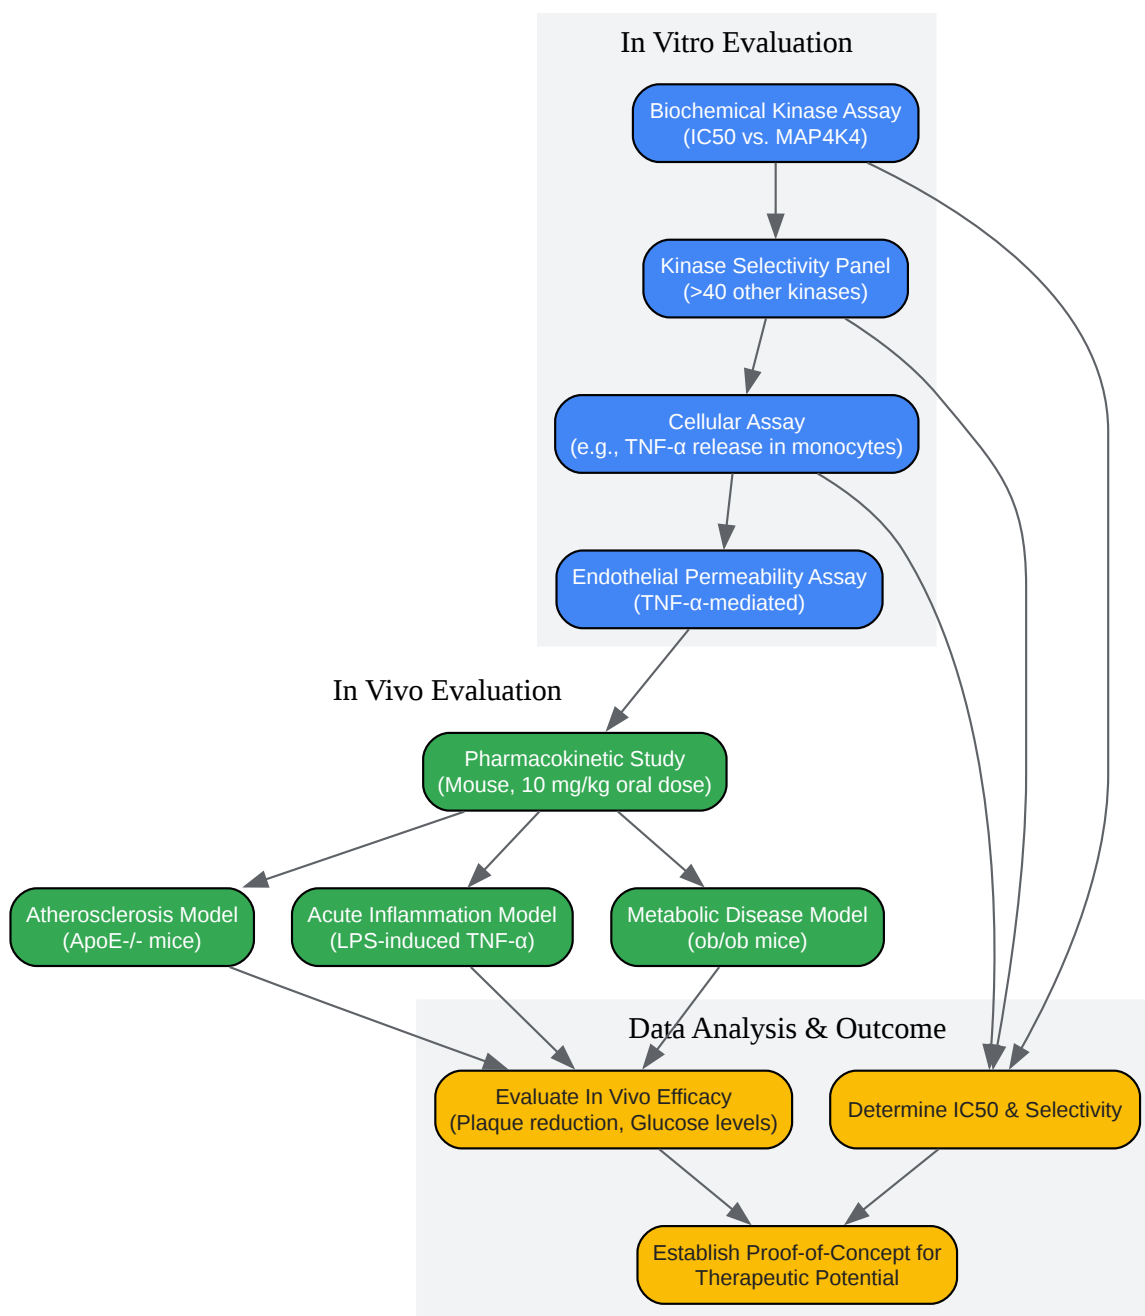 In Vitro Evaluation
Biochemical Kinase Assay
(IC50 vs. MAP4K4)
Kinase Selectivity Panel
(>40 other kinases)
Cellular Assay
(e.g., TNF-α release in monocytes)
Endothelial Permeability Assay
(TNF-α-mediated)
In Vivo Evaluation
Pharmacokinetic Study
(Mouse, 10 mg/kg oral dose)
Atherosclerosis Model
(ApoE-/- mice)
Acute Inflammation Model
(LPS-induced TNF-α)
Metabolic Disease Model
(ob/ob mice)
Data Analysis & Outcome
Evaluate In Vivo Efficacy
(Plaque reduction, Glucose levels)
Determine IC50 & Selectivity
Establish Proof-of-Concept for
Therapeutic Potential